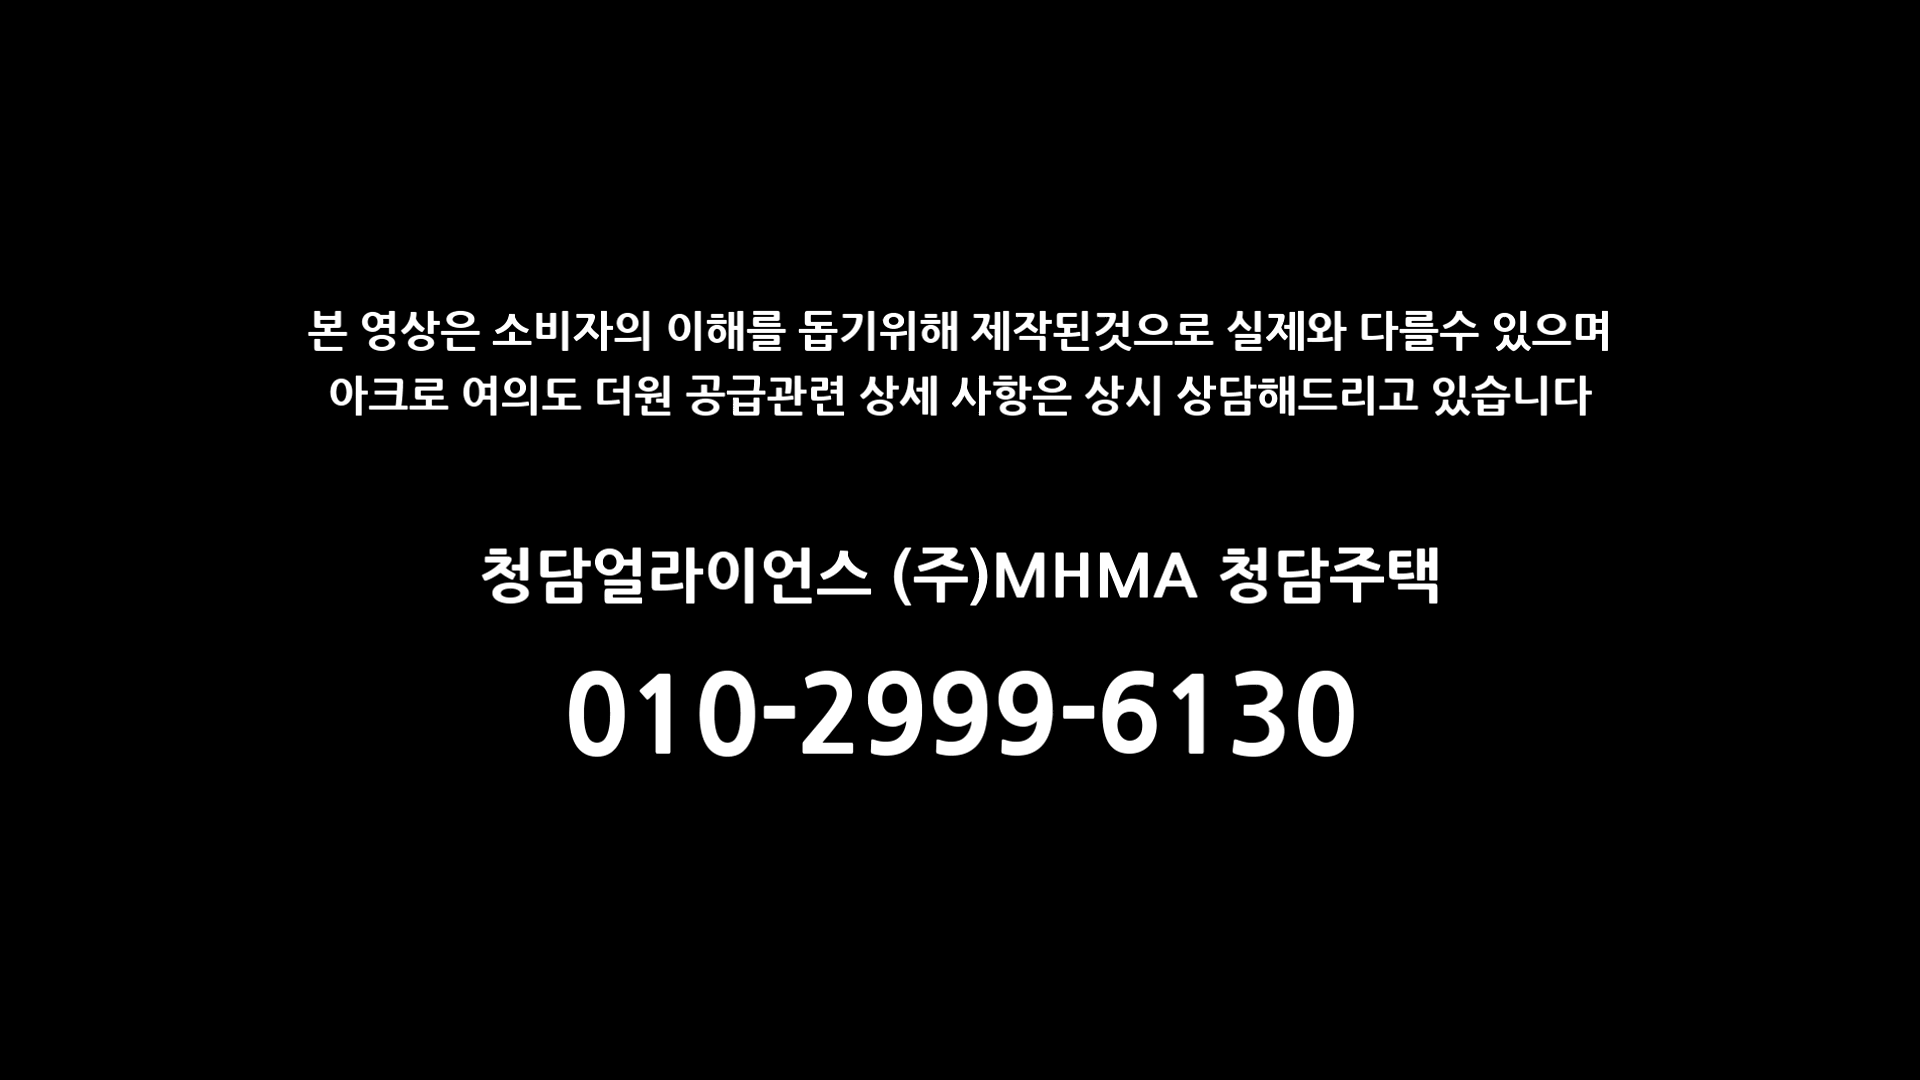 본 영상은 소비자의 이해를 돕기위해 제작된것으로 실제와 다를수 있으며
아크로 여의도 더원 공급관련 상세 사항은 상시 상담해드리고 있습니다
청담얼라이언스 (주)MHMA 청담주택
010-2999-6130